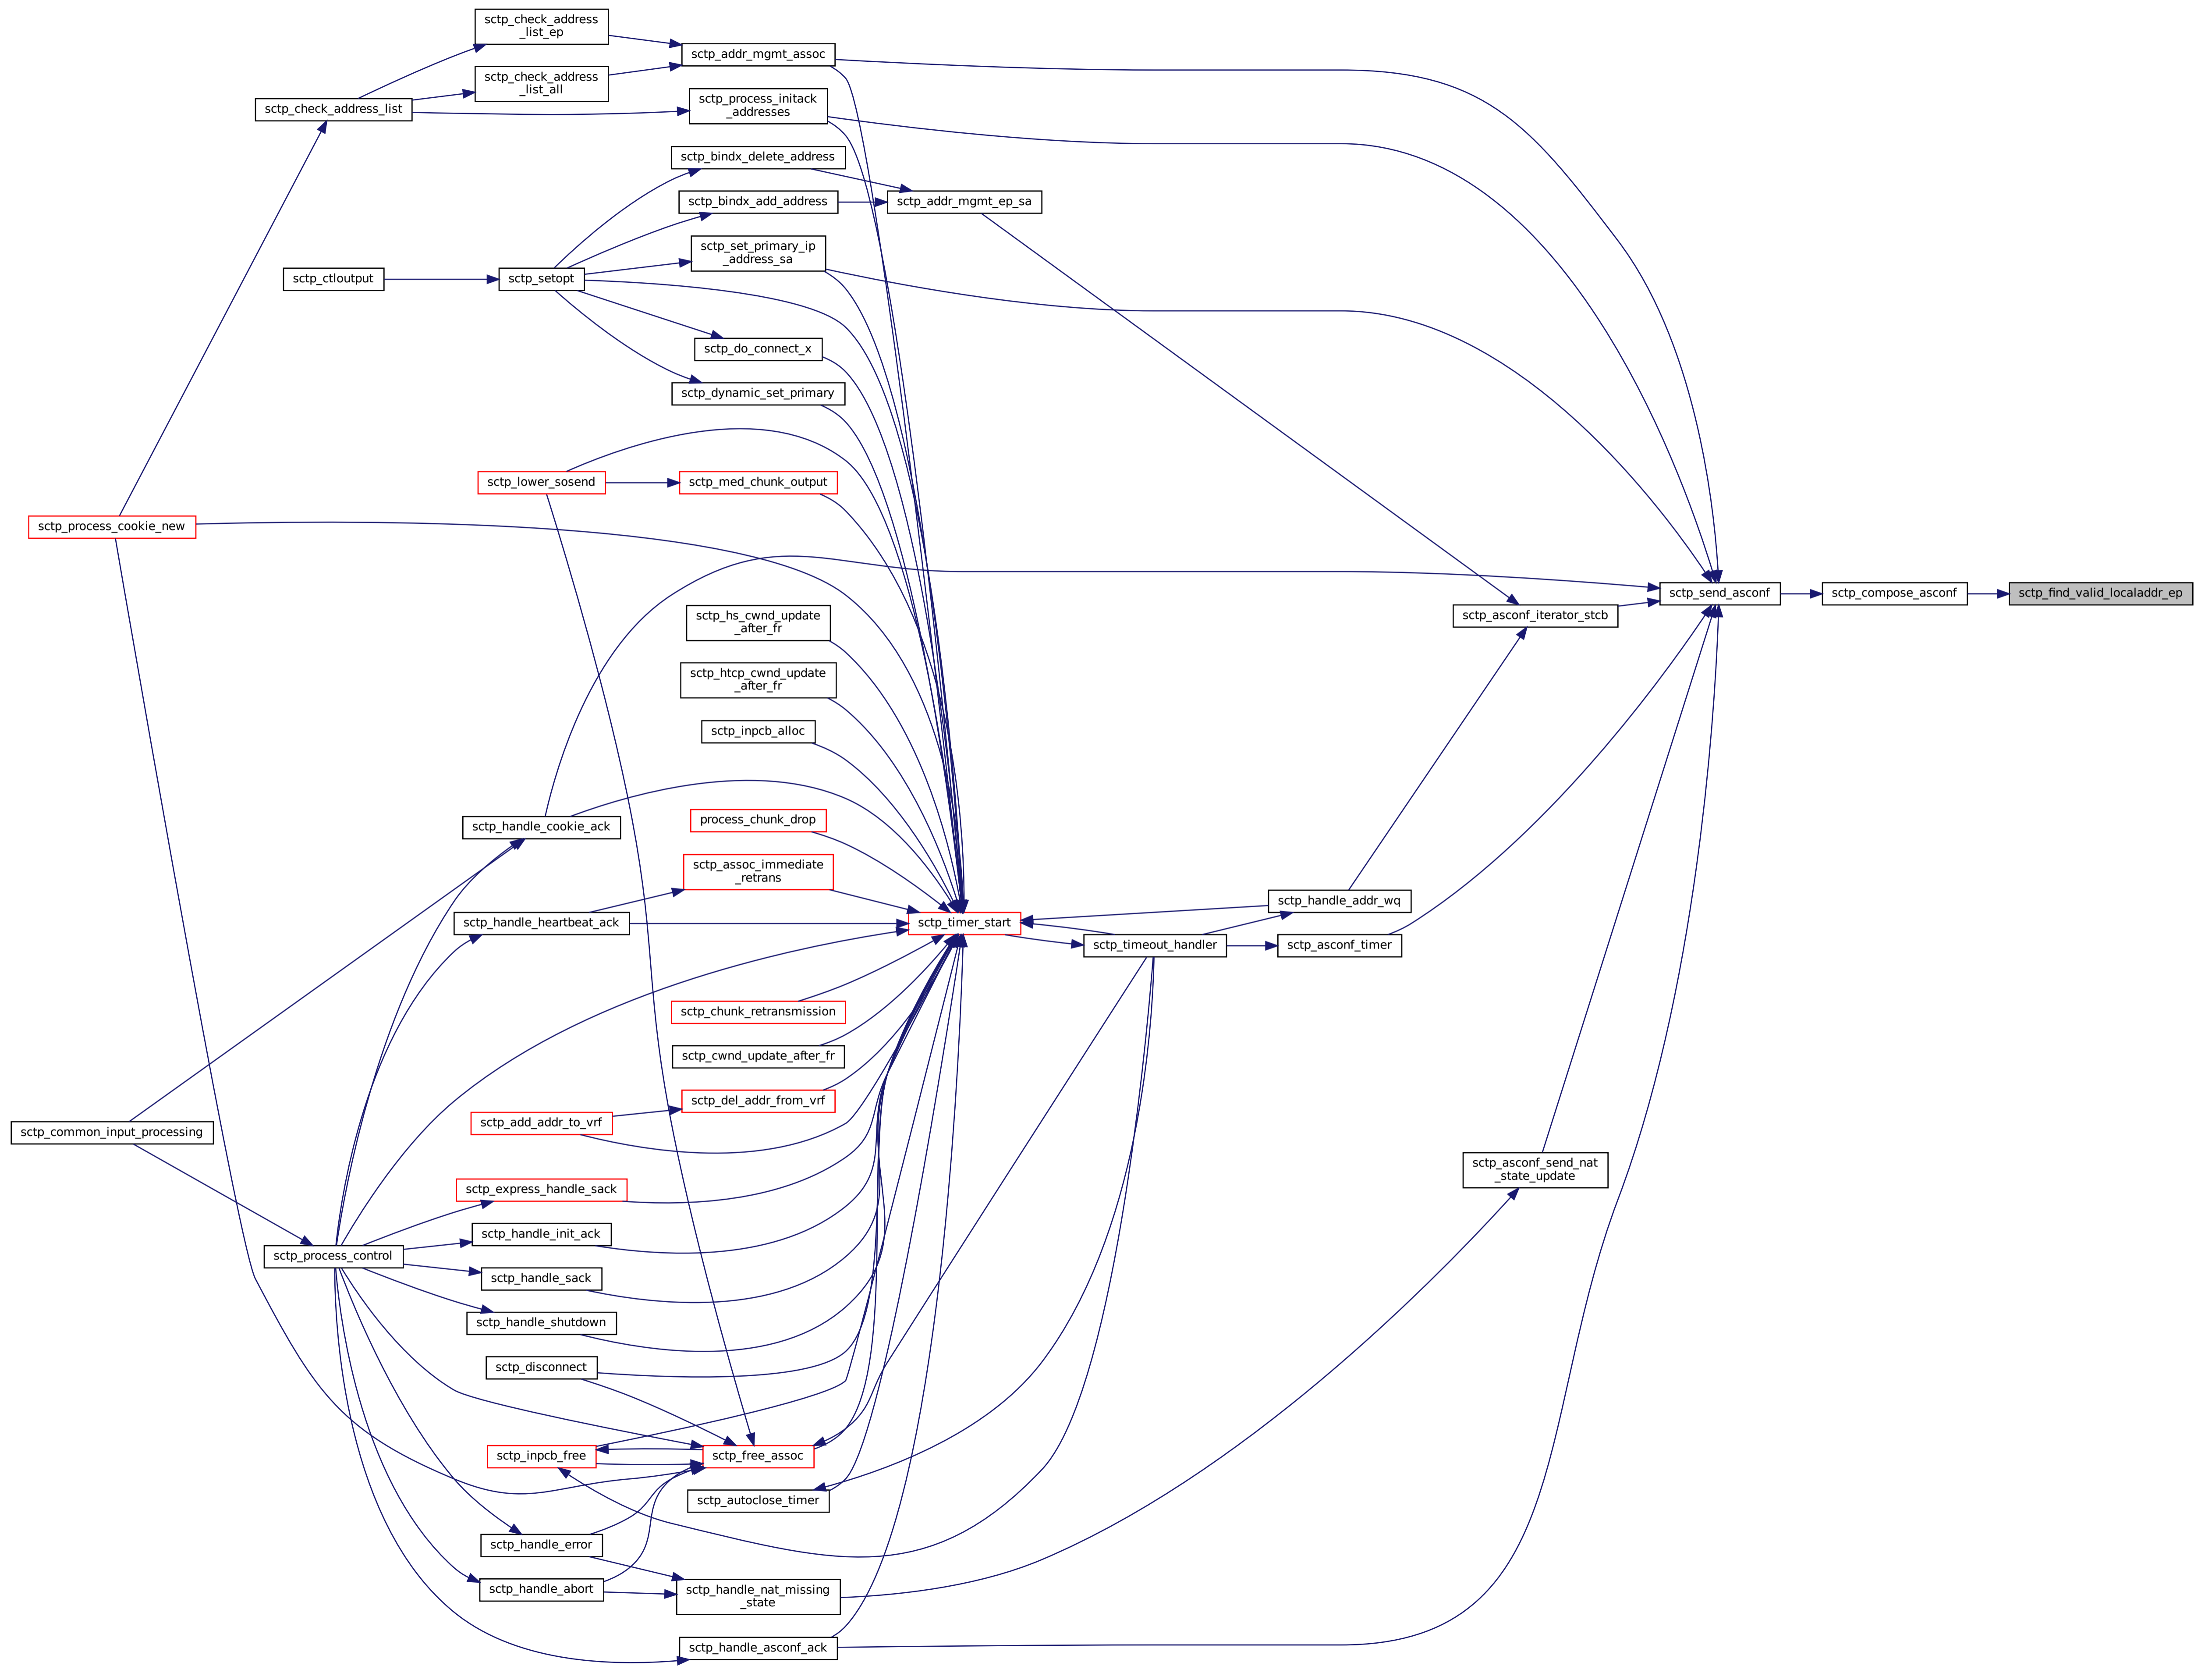 sctp_check_address
_list_ep
sctp_addr_mgmt_assoc
sctp_check_address
_list_all
sctp_check_address_list
sctp_process_initack
_addresses
sctp_bindx_delete_address
sctp_bindx_add_address
sctp_addr_mgmt_ep_sa
sctp_set_primary_ip
_address_sa
sctp_ctloutput
sctp_setopt
sctp_do_connect_x
sctp_dynamic_set_primary
sctp_lower_sosend
sctp_med_chunk_output
sctp_process_cookie_new
sctp_send_asconf
sctp_compose_asconf
sctp_find_valid_localaddr_ep
sctp_asconf_iterator_stcb
sctp_hs_cwnd_update
_after_fr
sctp_htcp_cwnd_update
_after_fr
sctp_inpcb_alloc
process_chunk_drop
sctp_handle_cookie_ack
sctp_assoc_immediate
_retrans
sctp_handle_addr_wq
sctp_handle_heartbeat_ack
sctp_timer_start
sctp_timeout_handler
sctp_asconf_timer
sctp_chunk_retransmission
sctp_cwnd_update_after_fr
sctp_del_addr_from_vrf
sctp_add_addr_to_vrf
sctp_common_input_processing
sctp_asconf_send_nat
_state_update
sctp_express_handle_sack
sctp_handle_init_ack
sctp_process_control
sctp_handle_sack
sctp_handle_shutdown
sctp_disconnect
sctp_inpcb_free
sctp_free_assoc
sctp_autoclose_timer
sctp_handle_error
sctp_handle_abort
sctp_handle_nat_missing
_state
sctp_handle_asconf_ack